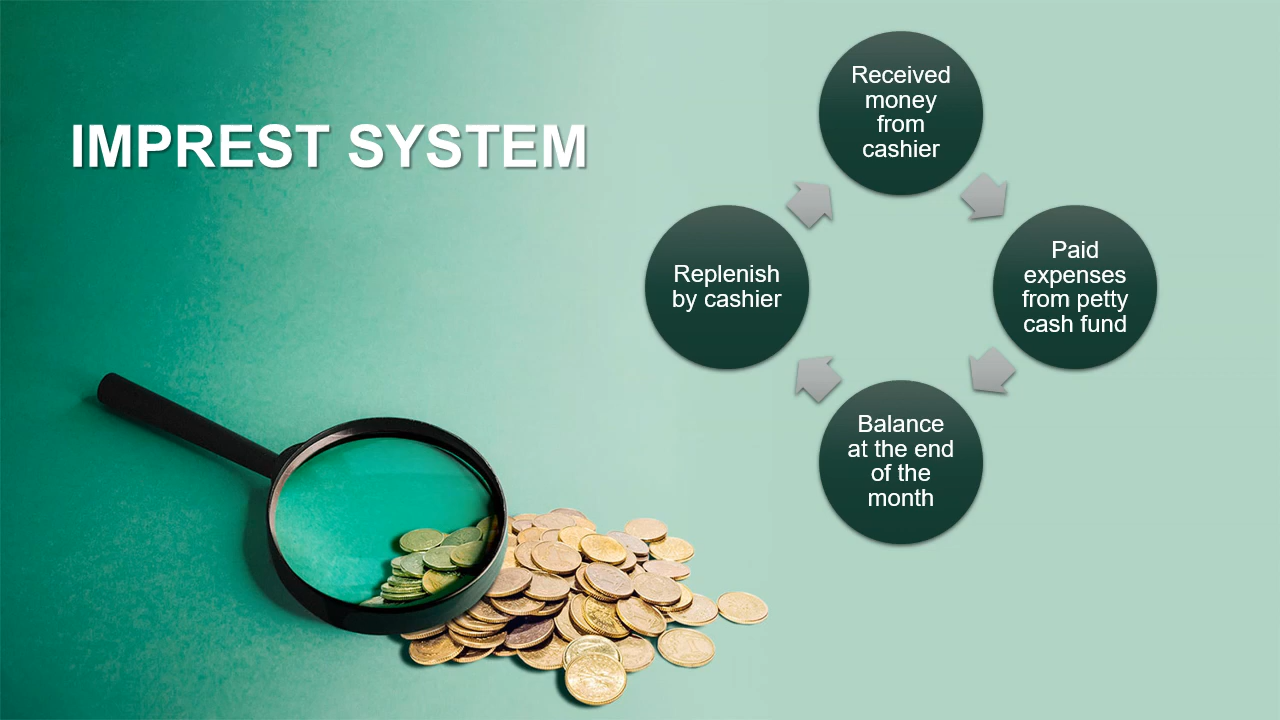 IMPREST SYSTEM
Received
money
from
cashier
Paid
expenses
from petty
cash fund
Balance
at the end
of the
month
Replenish
by cashier